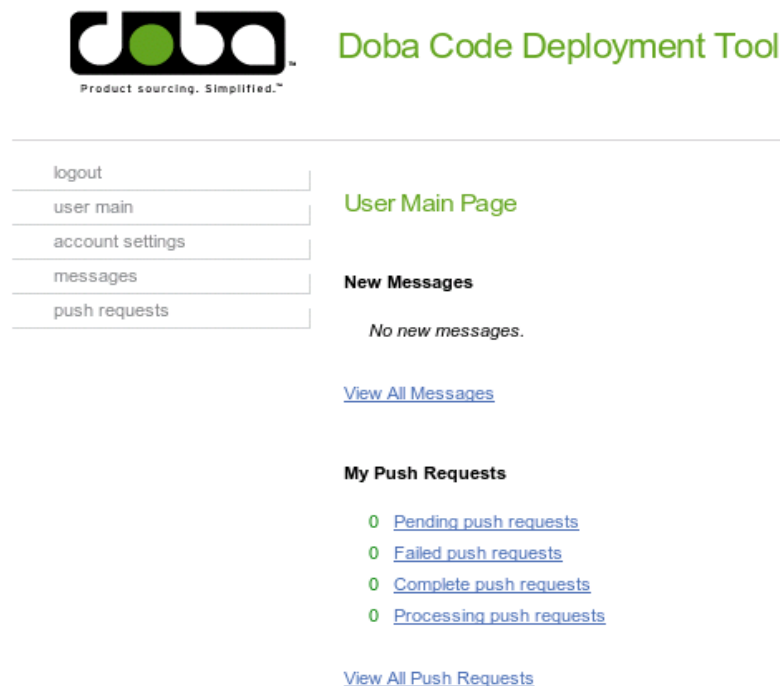 doba™
Doba Code Deployment Tool
Product sourcing. Simplified.™
logout
user main
account settings
messages
push requests
User Main Page
New Messages
No new messages.
View All Messages
My Push Requests
0 Pending push requests
0 Failed push requests
0 Complete push requests
0 Processing push requests
View All Push Requests